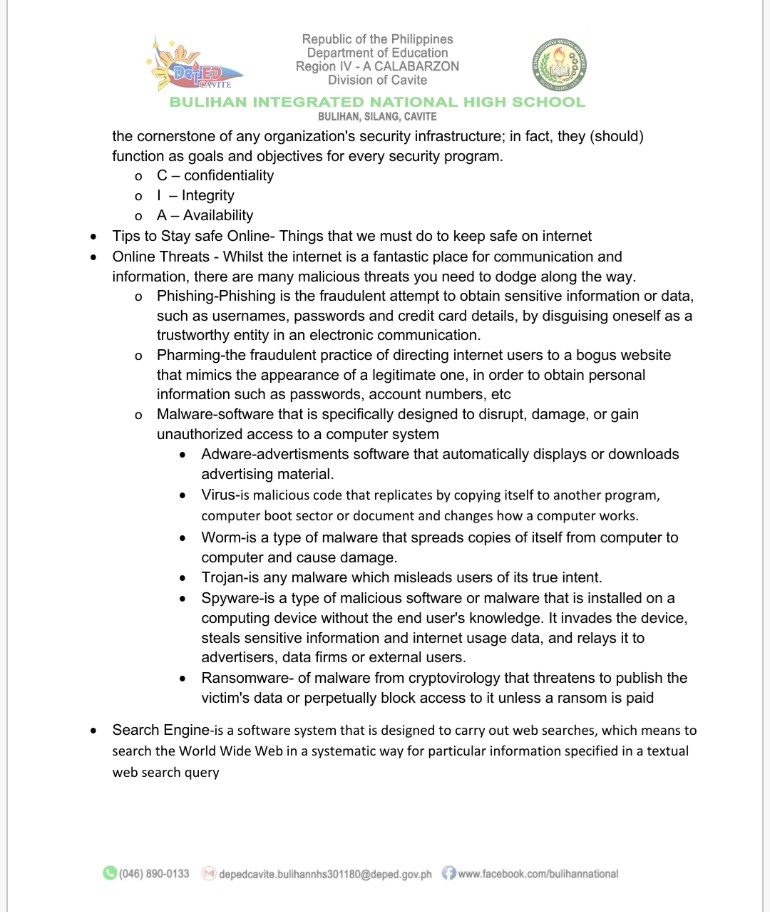 Republic of the Philippines
Department of Education
Region IV - A CALABARZON
Division of Cavite
DepED
CAVITE
BULIHAN INTEGRATED NATIONAL HIGH SCHOOL
BULIHAN, SILANG, CAVITE
the cornerstone of any organization's security infrastructure; in fact, they (should)
function as goals and objectives for every security program.
o C – confidentiality
o I – Integrity
o A – Availability
• Tips to Stay safe Online- Things that we must do to keep safe on internet
• Online Threats - Whilst the internet is a fantastic place for communication and
information, there are many malicious threats you need to dodge along the way.
o Phishing-Phishing is the fraudulent attempt to obtain sensitive information or data,
such as usernames, passwords and credit card details, by disguising oneself as a
trustworthy entity in an electronic communication.
o Pharming-the fraudulent practice of directing internet users to a bogus website
that mimics the appearance of a legitimate one, in order to obtain personal
information such as passwords, account numbers, etc
o Malware-software that is specifically designed to disrupt, damage, or gain
unauthorized access to a computer system
• Adware-advertisments software that automatically displays or downloads
advertising material.
• Virus-is malicious code that replicates by copying itself to another program,
computer boot sector or document and changes how a computer works.
• Worm-is a type of malware that spreads copies of itself from computer to
computer and cause damage.
• Trojan-is any malware which misleads users of its true intent.
• Spyware-is a type of malicious software or malware that is installed on a
computing device without the end user's knowledge. It invades the device,
steals sensitive information and internet usage data, and relays it to
advertisers, data firms or external users.
• Ransomware- of malware from cryptovirology that threatens to publish the
victim's data or perpetually block access to it unless a ransom is paid
• Search Engine-is a software system that is designed to carry out web searches, which means to
search the World Wide Web in a systematic way for particular information specified in a textual
web search query
(046) 890-0133 depedcavite.bulihannhs301180@deped.gov.ph www.facebook.com/bulihannational